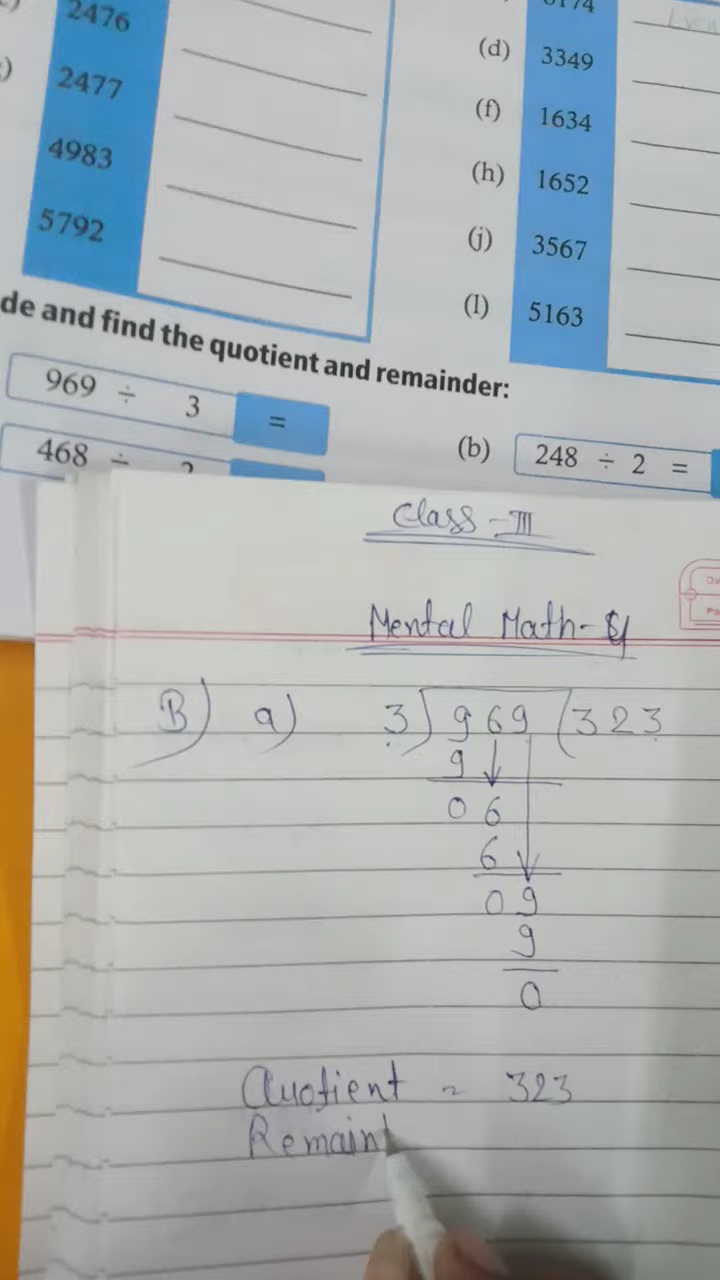 2476
2477
4983
5792
(d) 3349
(f) 1634
(h) 1652
(j) 3567
(l) 5163
de and find the quotient and remainder:
969 ÷ 3 =
468 ÷
(b) 248 ÷ 2 =
Class - III
Mental Math-
B) a) 3) 969 (323
9
06
6
09
9
0
Quotient = 323
Remain